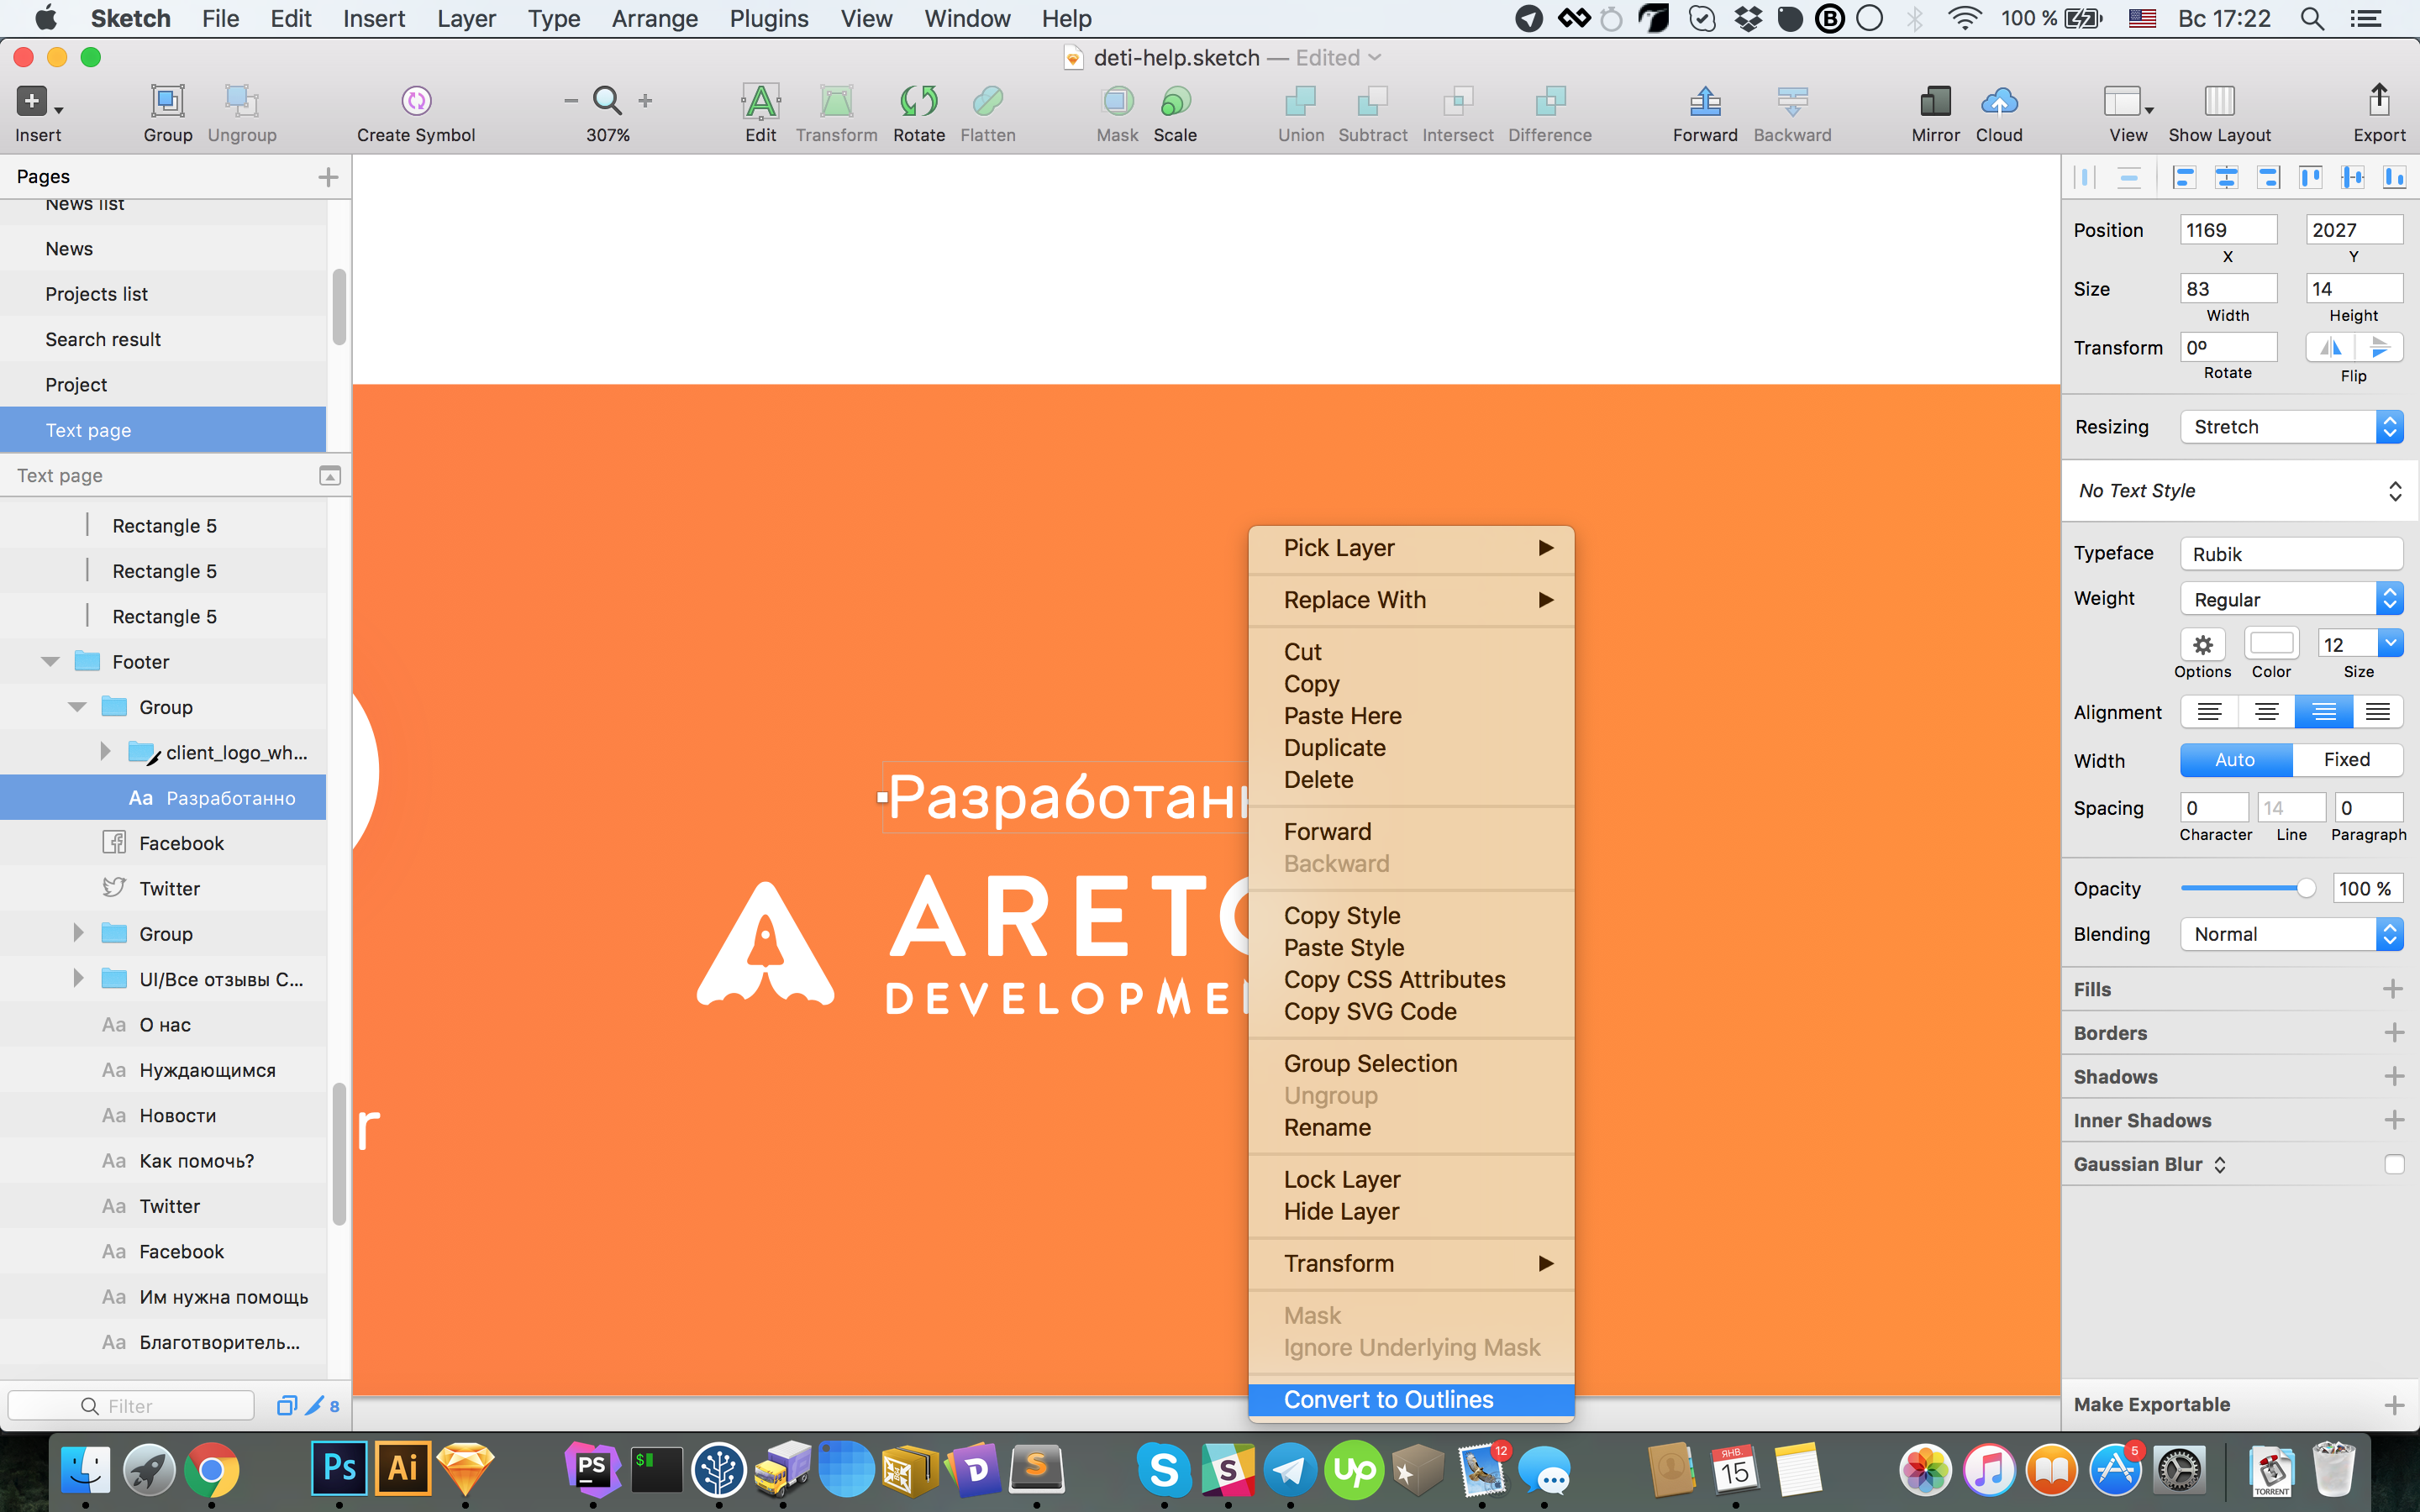 Sketch File Edit Insert Layer Type Arrange Plugins View Window Help
100 % Вс 17:22
deti-help.sketch — Edited
Insert Group Ungroup Create Symbol 307% Edit Transform Rotate Flatten Mask Scale Union Subtract Intersect Difference Forward Backward Mirror Cloud View Show Layout Export
Pages
News list
News
Projects list
Search result
Project
Text page
Text page
Rectangle 5
Rectangle 5
Rectangle 5
Footer
Group
client_logo_wh...
Aa Разработанно
Facebook
Twitter
Group
UI/Все отзывы С...
Aa О нас
Aa Нуждающимся
Aa Новости
Aa Как помочь?
Aa Twitter
Aa Facebook
Aa Им нужна помощь
Aa Благотворитель...
Filter
8
r
Разработанн
ARETO
DEVELOPMEN
Pick Layer
Replace With
Cut
Copy
Paste Here
Duplicate
Delete
Forward
Backward
Copy Style
Paste Style
Copy CSS Attributes
Copy SVG Code
Group Selection
Ungroup
Rename
Lock Layer
Hide Layer
Transform
Mask
Ignore Underlying Mask
Convert to Outlines
Position 1169 2027
X Y
Size 83 14
Width Height
Transform 0º
Rotate Flip
Resizing Stretch
No Text Style
Typeface Rubik
Weight Regular
12
Options Color Size
Alignment
Width Auto Fixed
Spacing 0 14 0
Character Line Paragraph
Opacity 100 %
Blending Normal
Fills
Borders
Shadows
Inner Shadows
Gaussian Blur
Make Exportable
Ps Ai PS $ D S S S up 12 ЯНВ. 15 5 TORRENT